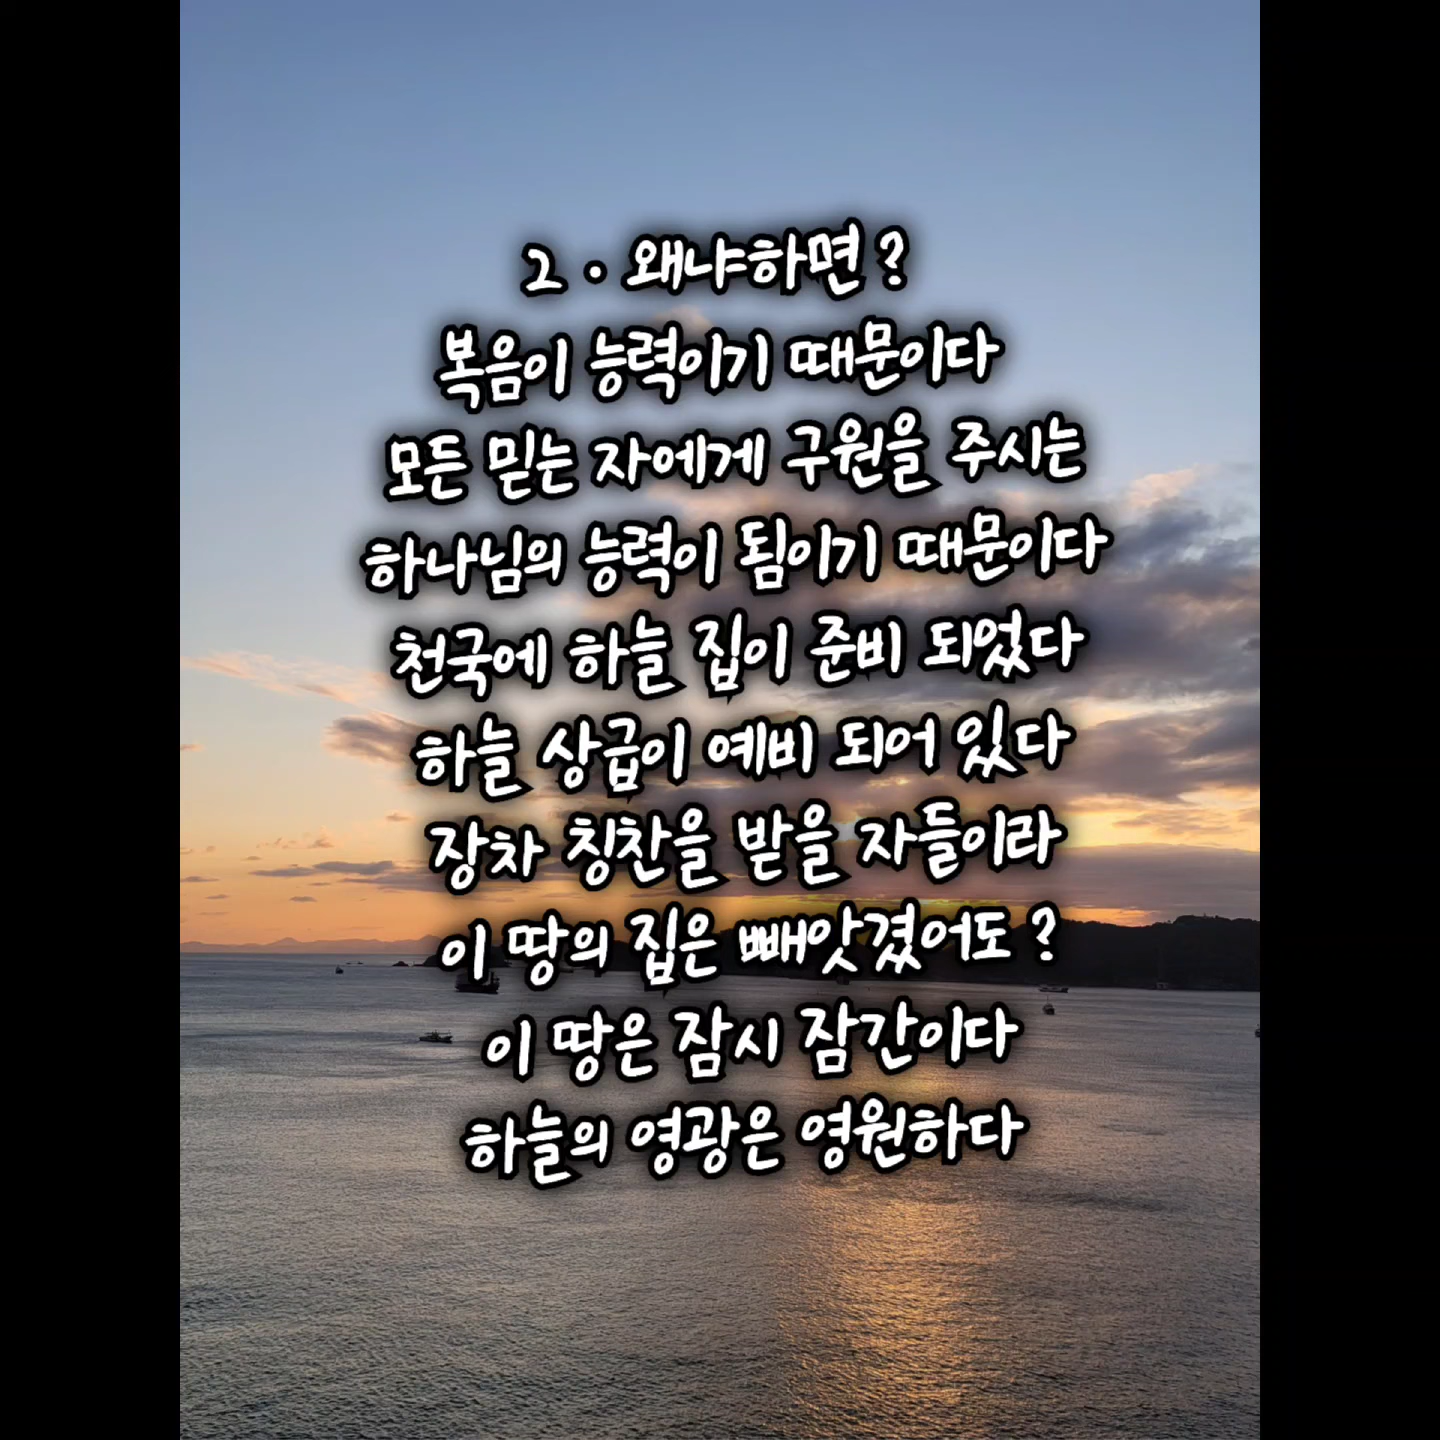 2. 왜냐하면?
복음이 능력이기 때문이다
모든 믿는 자에게 구원을 주시는
하나님의 능력이 됨이기 때문이다
천국에 하늘 집이 준비 되었다
하늘 상급이 예비 되어 있다
장차 칭찬을 받을 자들이라
이 땅의 집은 빼앗겼어도?
이 땅은 잠시 잠간이다
하늘의 영광은 영원하다